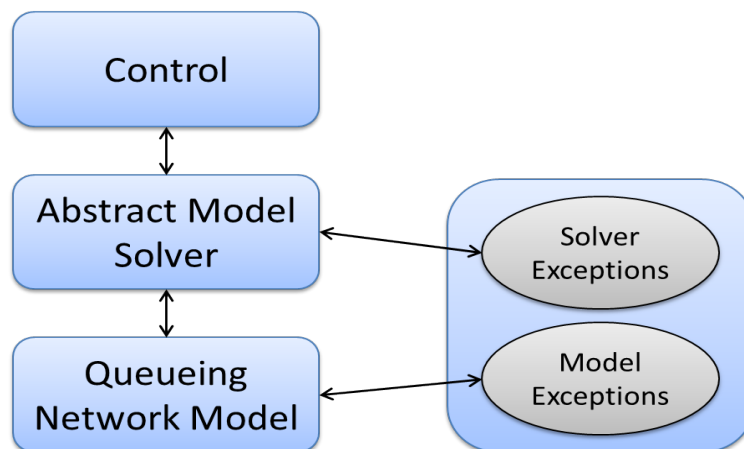 Control
Abstract Model
Solver
Solver
Exceptions
Queueing
Network Model
Model
Exceptions